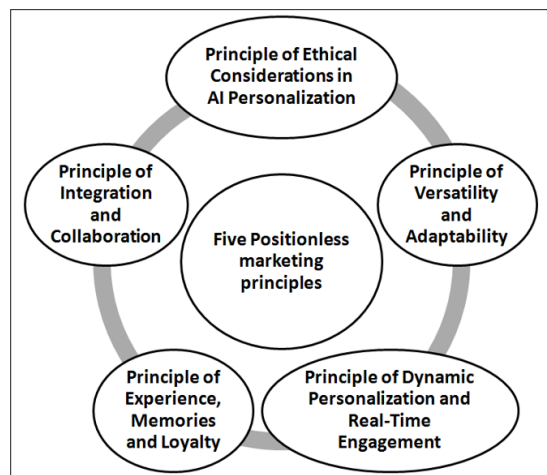 Principle of Ethical
Considerations in
AI Personalization
Principle of
Integration
and
Collaboration
Principle of
Versatility
and
Adaptability
Five Positionless
marketing
principles
Principle of
Experience,
Memories
and Loyalty
Principle of Dynamic
Personalization and
Real-Time
Engagement